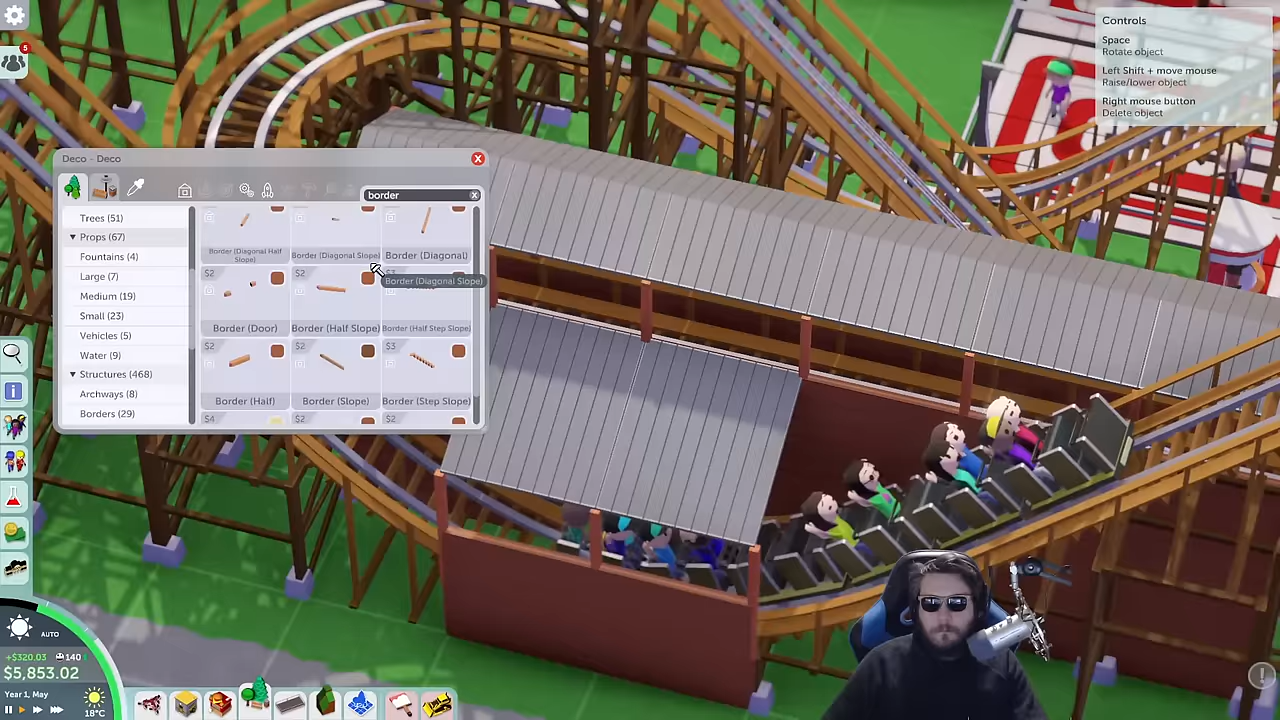 Controls
Space
Rotate object
Left Shift + move mouse
Raise/lower object
Right mouse button
Delete object
5
Deco - Deco
border
Trees (51)
Props (67)
Fountains (4)
Large (7)
Medium (19)
Small (23)
Vehicles (5)
Water (9)
Structures (468)
Archways (8)
Borders (29)
Border (Diagonal Half Slope)
Border (Diagonal Slope)
Border (Diagonal)
Border (Diagonal Slope)
$2
$2
Border (Door)
Border (Half Slope)
Border (Half Step Slope)
$2
$2
$3
Border (Half)
Border (Slope)
Border (Step Slope)
$4
$2
$2
AUTO
+$320.03
140
$5,853.02
Year 1, May
18°C